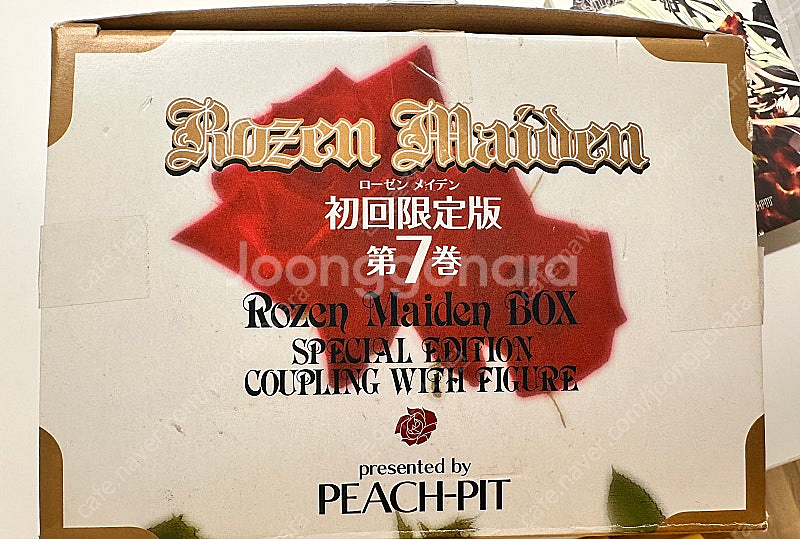 Rozen Maiden
ローゼン メイデン
初回限定版
第7巻
Joonggonara
Rozen Maiden BOX
SPECIAL EDITION
COUPLING WITH FIGURE
presented by
PEACH-PIT